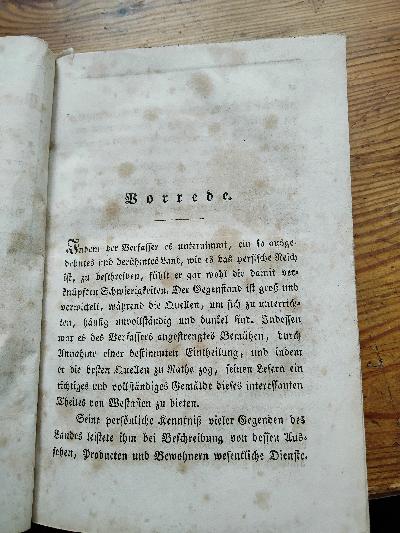 Vorrede.
Indem der Verfasser es unternimmt, ein so ausge-
dehntes und berühmtes Land, wie es das persische Reich
ist, zu beschreiben, fühlt er gar wohl die damit ver-
knüpften Schwierigkeiten. Der Gegenstand ist groß und
verwickelt, während die Quellen, um sich zu unterrich-
ten, häufig unvollständig und dunkel sind. Indessen
war es des Verfassers angestrengtes Bemühen, durch
Annahme einer bestimmten Eintheilung, und indem
er die besten Quellen zu Rathe zog, seinen Lesern ein
richtiges und vollständiges Gemälde dieses interessanten
Theiles von Westasien zu bieten.
Seine persönliche Kenntniß vieler Gegenden des
Landes leistete ihm bei Beschreibung von dessen Aus-
sehen, Producten und Bewohnern wesentliche Dienste.